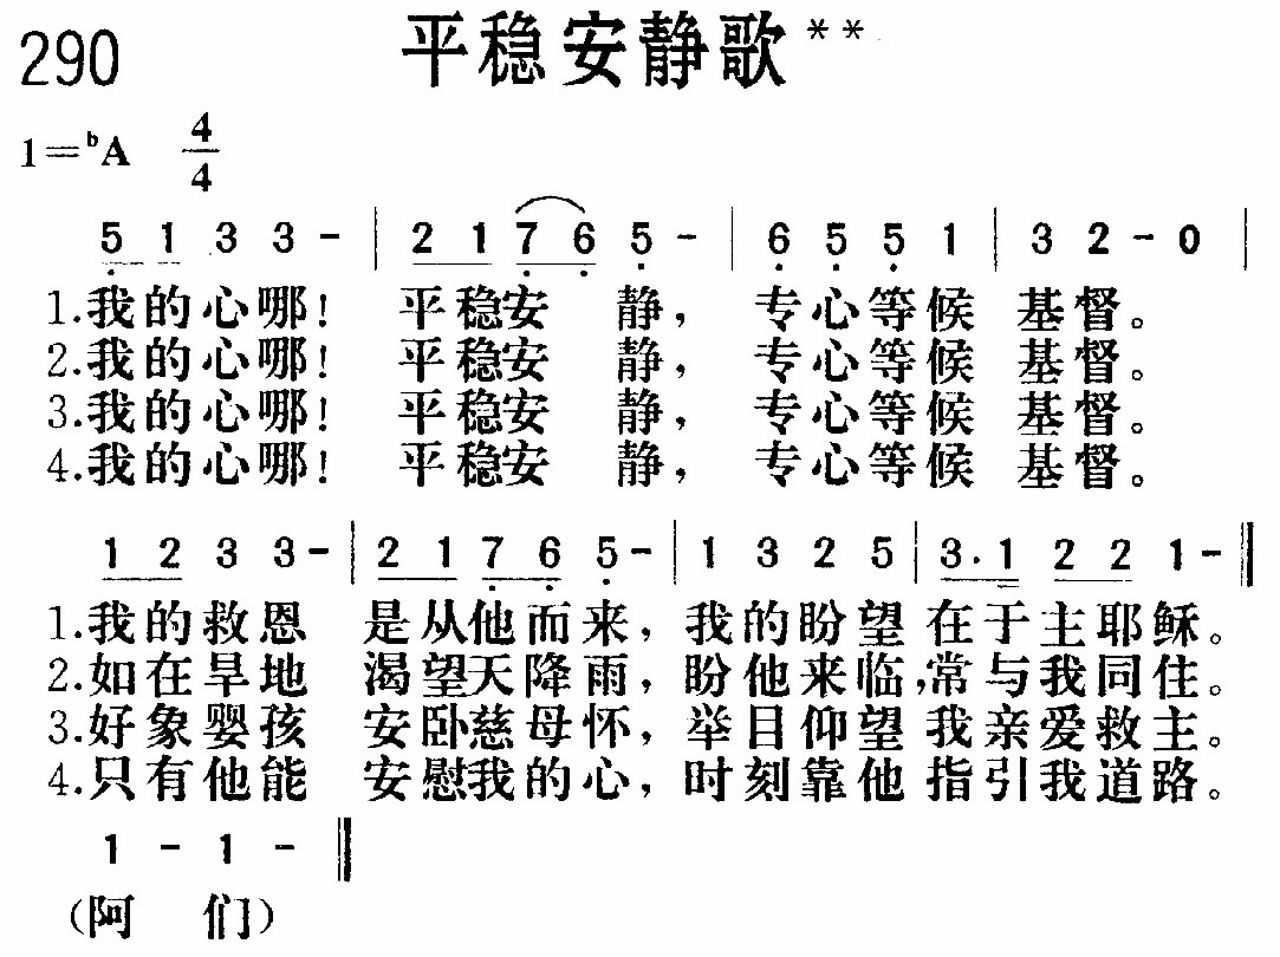 290 平稳安静歌**
1=ᵇA 4/4
5 1 3 3 - | 2 1 7 6 5 - | 6 5 5 1 | 3 2 - 0 |
1.我的心哪! 平稳安 静, 专心等候 基督。
2.我的心哪! 平稳安 静, 专心等候 基督。
3.我的心哪! 平稳安 静, 专心等候 基督。
4.我的心哪! 平稳安 静, 专心等候 基督。
1 2 3 3 - | 2 1 7 6 5 - | 1 3 2 5 | 3. 1 2 2 1 - ‖
1.我的救恩 是从他而来, 我的盼望 在于主耶稣。
2.如在旱地 渴望天降雨, 盼他来临, 常与我同住。
3.好象婴孩 安卧慈母怀, 举目仰望 我亲爱救主。
4.只有他能 安慰我的心, 时刻靠他 指引我道路。
1 - 1 - ‖
(阿 们)